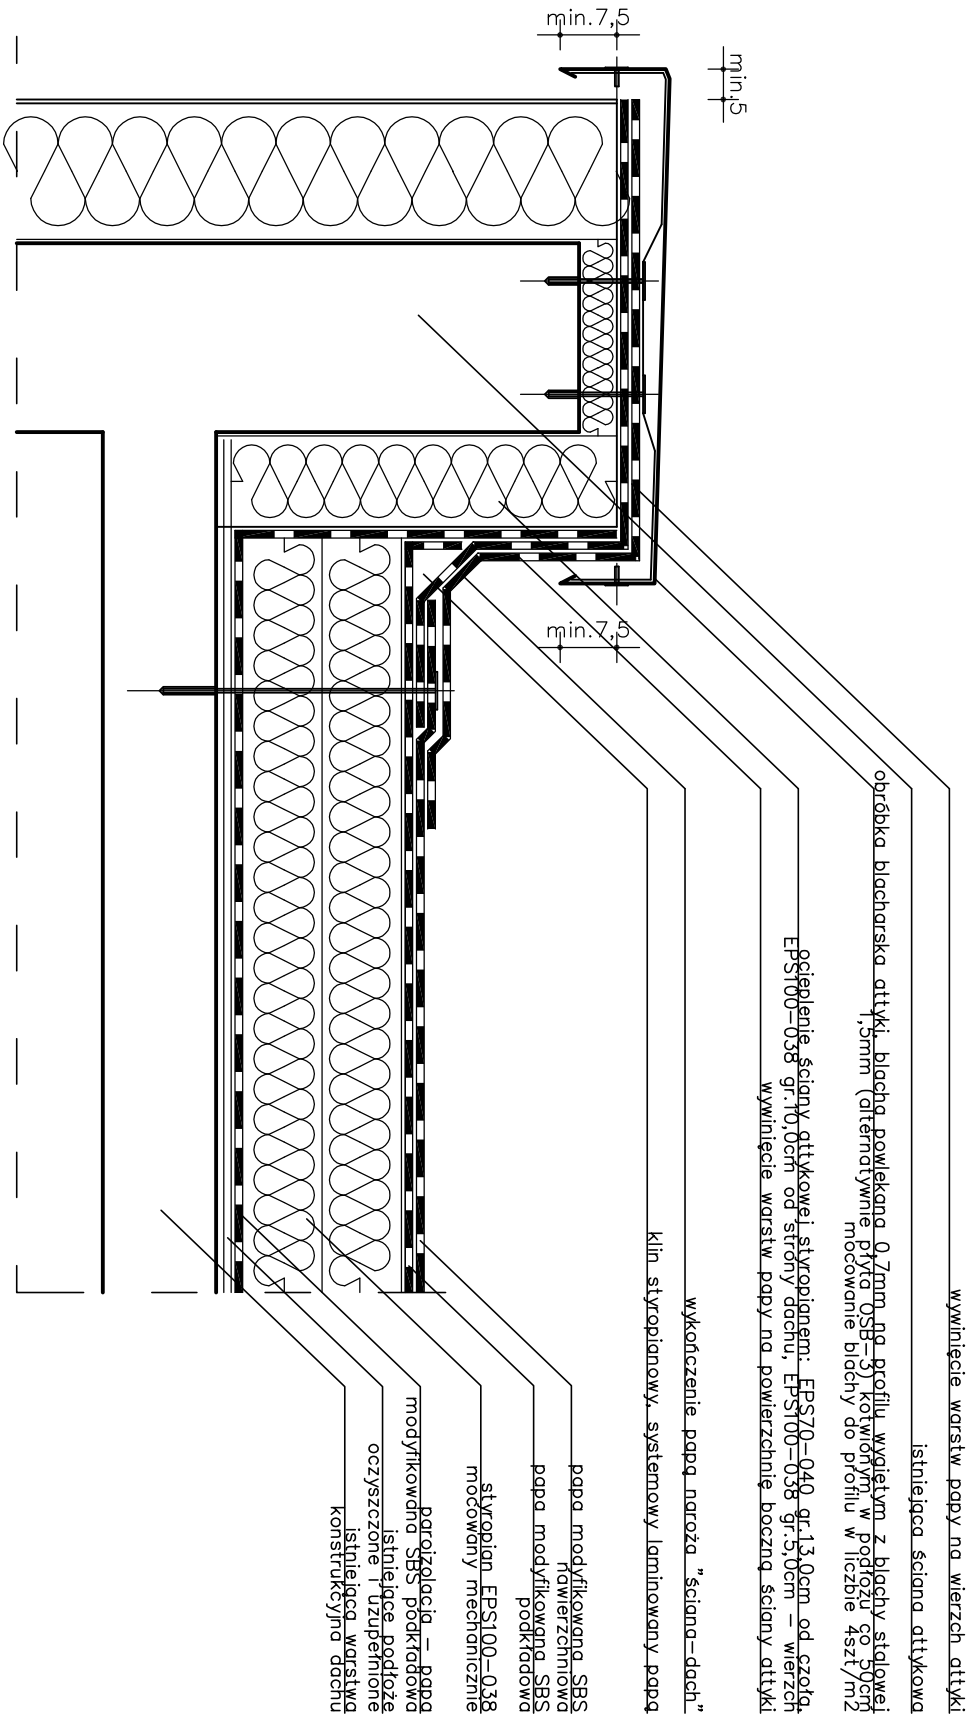 min.7,5
min.5
min.7,5
wywinięcie warstw papy na wierzch attyki
istniejąca ściana attykowa
obróbka blacharska attyki, blachą powlekaną 0,7mm na profilu wygiętym z blachy stalowej
1,5mm (alternatywnie płyta OSB-3) kotwionym w podłożu co 50cm
mocowanie blachy do profilu w liczbie 4szt/m2
ocieplenie ściany attykowej styropianem: EPS70-040 gr.13,0cm od czoła,
EPS100-038 gr.10,0cm od strony dachu, EPS100-038 gr.5,0cm – wierzch
wywinięcie warstw papy na powierzchnię boczną ściany attyki
wykończenie papą naroża "ściana-dach"
klin styropianowy, systemowy laminowany papą
papa modyfikowana SBS
nawierzchniowa
papa modyfikowana SBS
podkładowa
styropian EPS100-038
mocowany mechanicznie
paroizolacja – papa
modyfikowana SBS podkładowa
istniejące podłoże
oczyszczone i uzupełnione
istniejąca warstwa
konstrukcyjna dachu